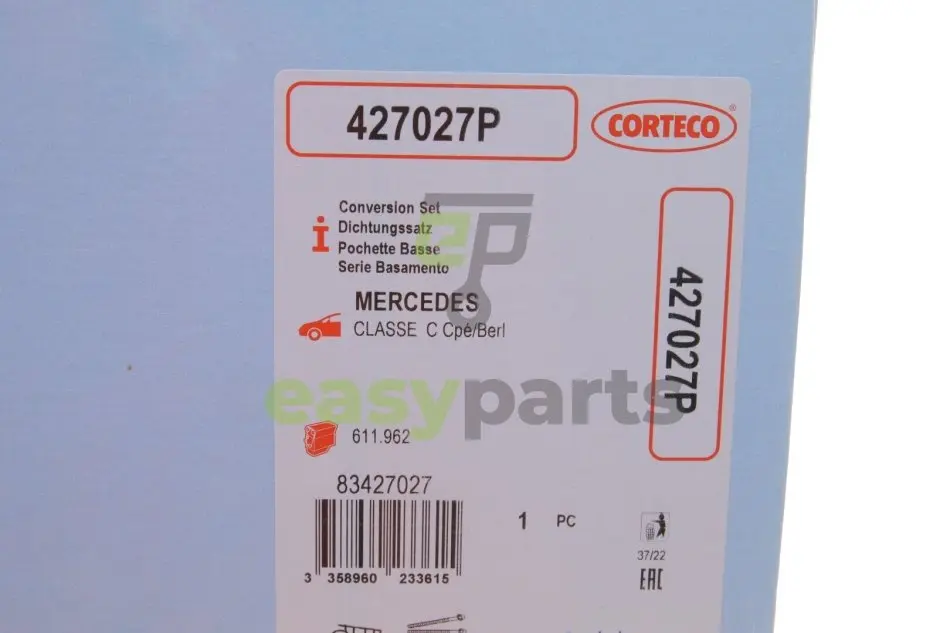 427027P
CORTECO®
Conversion Set
Dichtungssatz
Pochette Basse
Serie Basamento
MERCEDES
CLASSE C Cpé/Berl
427027P
easyparts
611.962
83427027
1 PC
3 358960 233615
37/22
EAC